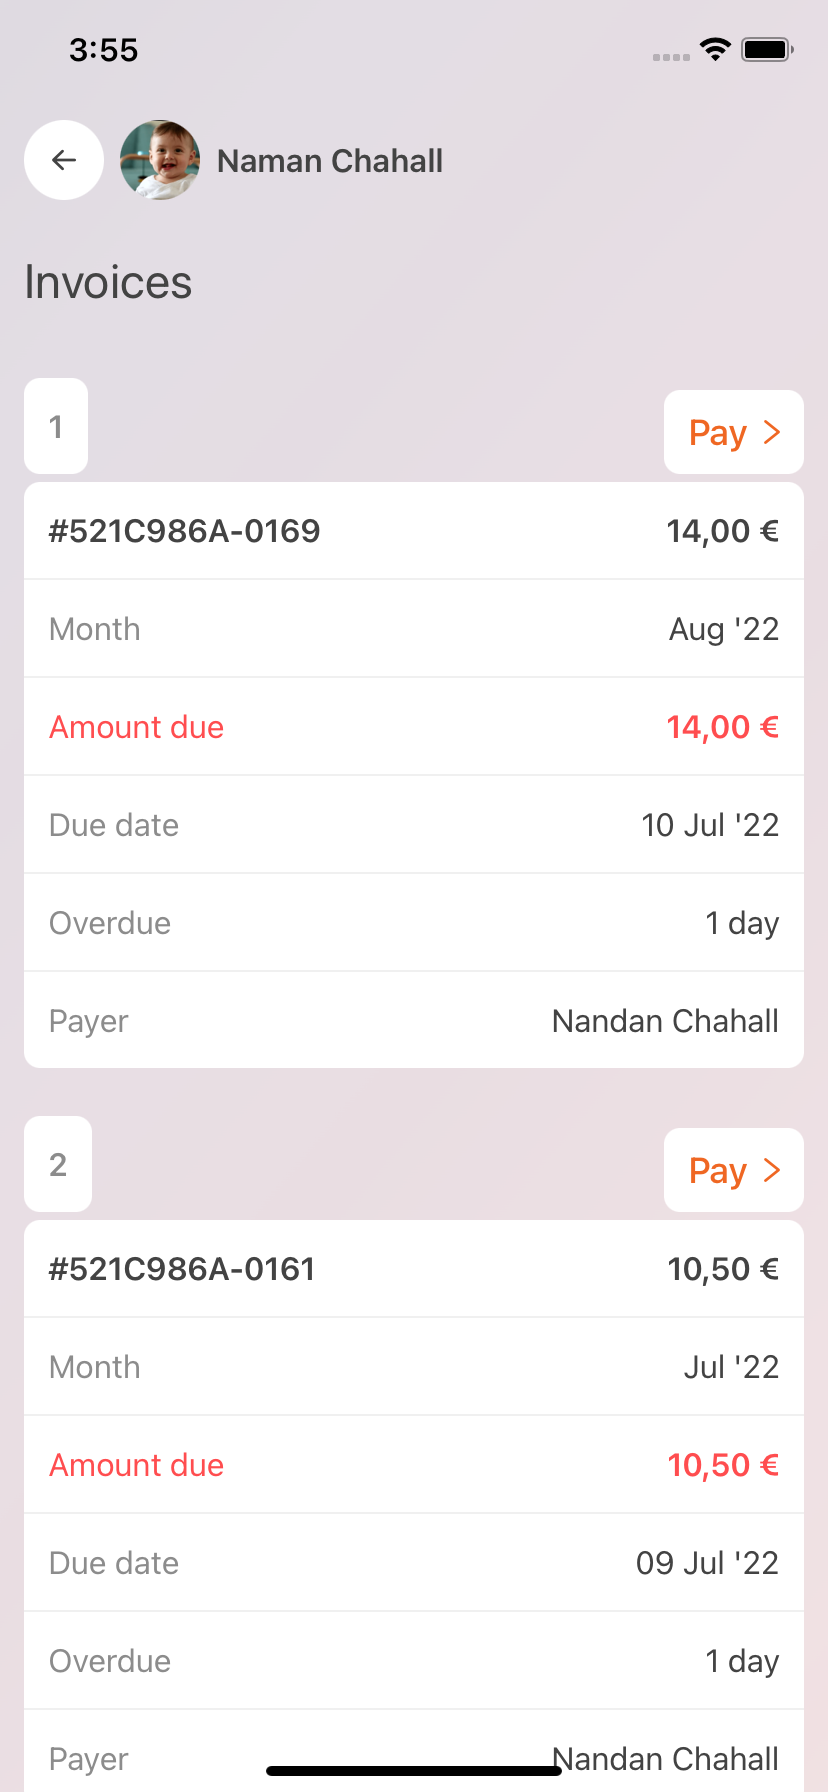 3:55
Naman Chahall
Invoices
1
Pay
#521C986A-0169 14,00 €
Month Aug '22
Amount due 14,00 €
Due date 10 Jul '22
Overdue 1 day
Payer Nandan Chahall
2
Pay
#521C986A-0161 10,50 €
Month Jul '22
Amount due 10,50 €
Due date 09 Jul '22
Overdue 1 day
Payer Nandan Chahall